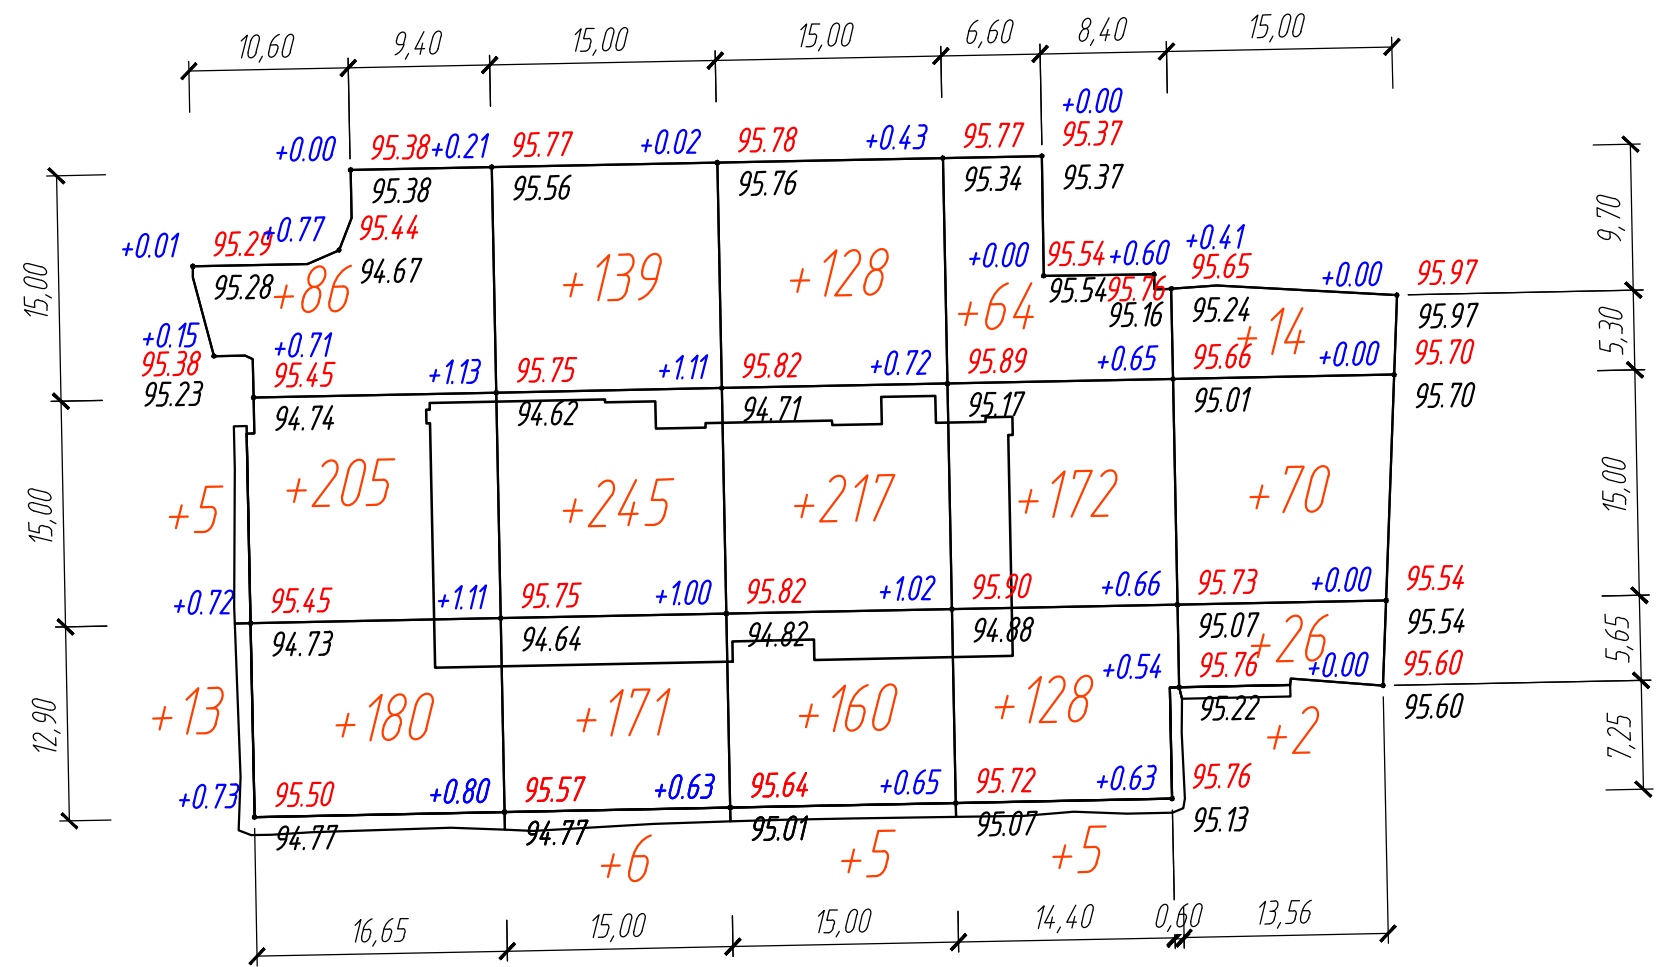 10,60 9,40 15,00 15,00 6,60 8,40 15,00
+0.00
+0.00 95.38 +0.21 95.77 +0.02 95.78 +0.43 95.77 95.37
95.38 95.56 95.76 95.34 95.37
9,70
+0.01 95.29 +0.77 95.44 +0.00 95.54 +0.60 +0.41
95.65 +0.00 95.97
95.28 94.67 95.54 95.76 95.16 95.24 95.97
15,00 +86 +139 +128 +64 +14 5,30
+0.15 +0.71
95.38 95.45 +1.13 95.75 +1.11 95.82 +0.72 95.89 +0.65 95.66 +0.00 95.70
95.23 94.74 94.62 94.71 95.17 95.01 95.70
15,00 +5 +205 +245 +217 +172 +70 15,00
+0.72 95.45 +1.11 95.75 +1.00 95.82 +1.02 95.90 +0.66 95.73 +0.00 95.54
94.73 94.64 94.82 94.88 95.07 95.54
+26 5,65
+0.54 95.76 +0.00 95.60
95.22 95.60
12,90 +13 +180 +171 +160 +128 +2 7,25
+0.73 95.50 +0.80 95.57 +0.63 95.64 +0.65 95.72 +0.63 95.76
94.77 94.77 95.01 95.07 95.13
+6 +5 +5
16,65 15,00 15,00 14,40 0,60 13,56